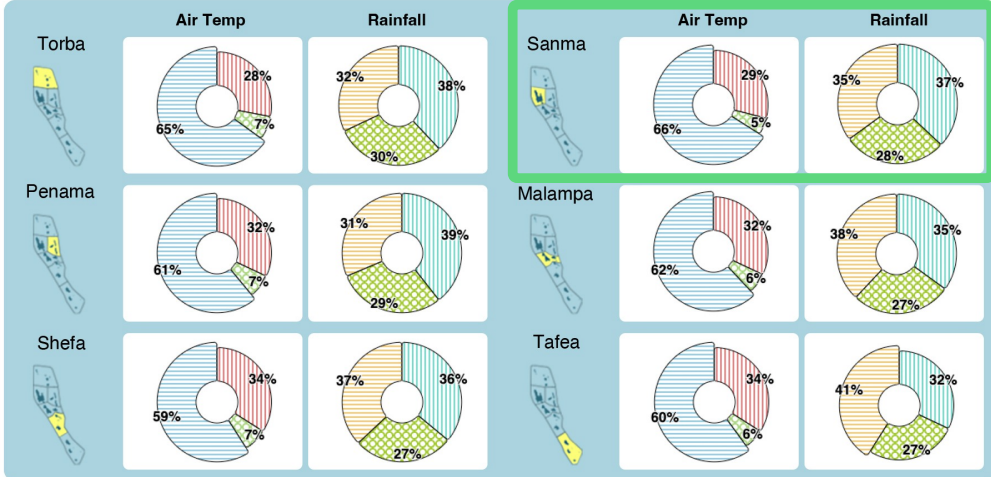 Air Temp Rainfall Air Temp Rainfall
Torba Sanma
28% 32% 38% 29% 35% 37%
65% 7% 30% 66% 5% 28%
Penama Malampa
32% 31% 39% 32% 38% 35%
61% 7% 29% 62% 6% 27%
Shefa Tafea
34% 37% 36% 34% 41% 32%
59% 7% 27% 60% 6% 27%